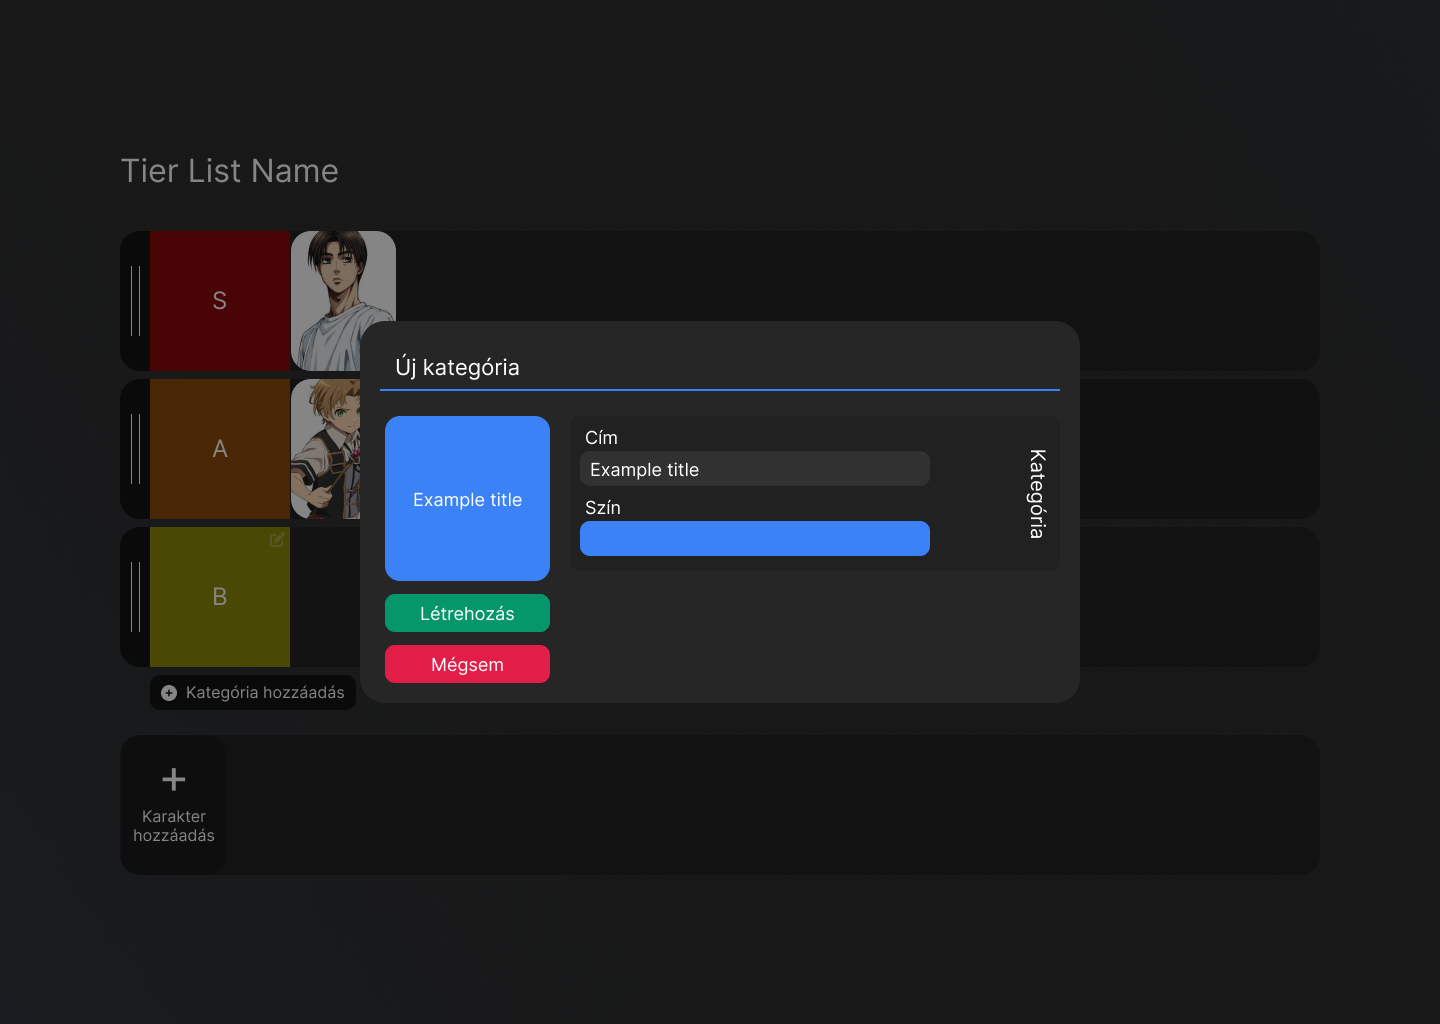 Tier List Name
S
A
B
Kategória hozzáadás
Karakter
hozzáadás
Új kategória
Example title
Létrehozás
Mégsem
Cím
Example title
Szín
Kategória